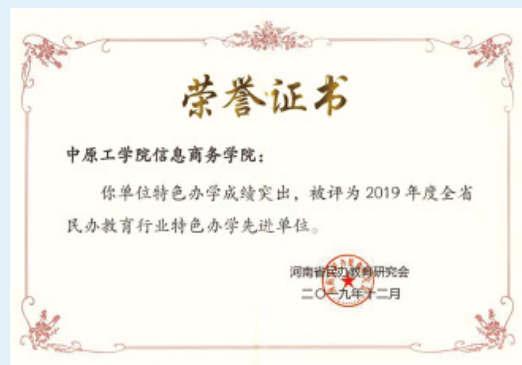 荣誉证书
中原工学院信息商务学院：
你单位特色办学成绩突出，被评为2019年度全省
民办教育行业特色办学先进单位。
河南省民办教育研究会
二〇一九年十二月